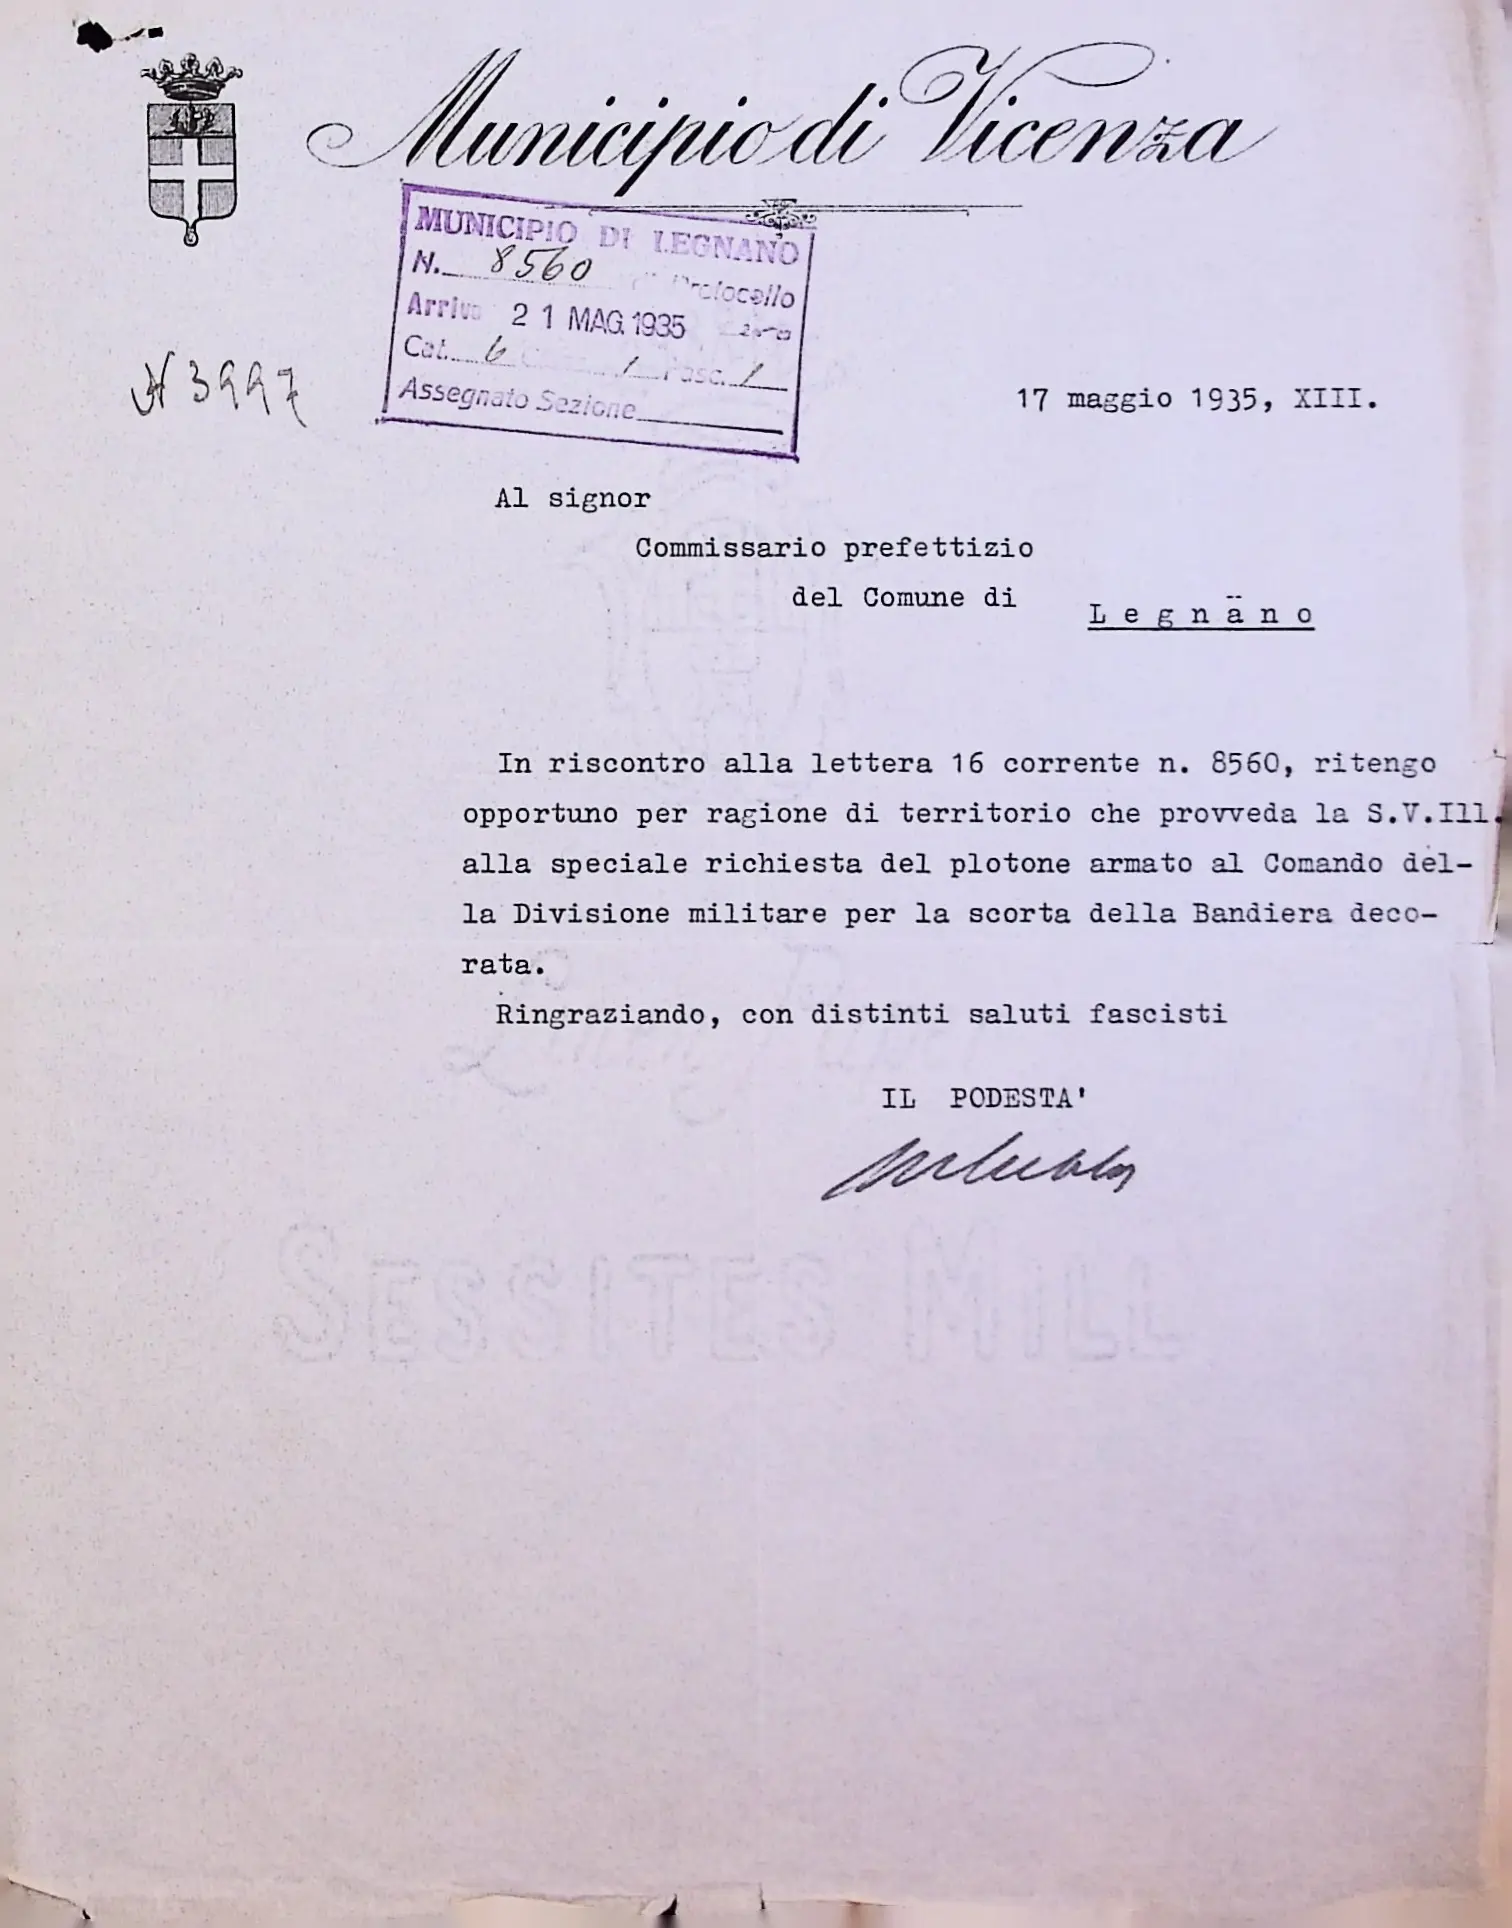 Municipio di Vicenza
MUNICIPIO DI LEGNANO
N. 8560 di Protocollo
Arrivo 21 MAG. 1935
Cat. 6 / Fasc. 1
Assegnato Sezione
N 3997
17 maggio 1935, XIII.
Al signor
Commissario prefettizio
del Comune di
Legnano
In riscontro alla lettera 16 corrente n. 8560, ritengo
opportuno per ragione di territorio che provveda la S.V.Ill.
alla speciale richiesta del plotone armato al Comando del-
la Divisione militare per la scorta della Bandiera deco-
rata.
Ringraziando, con distinti saluti fascisti
IL PODESTA'
SESSITES MILL